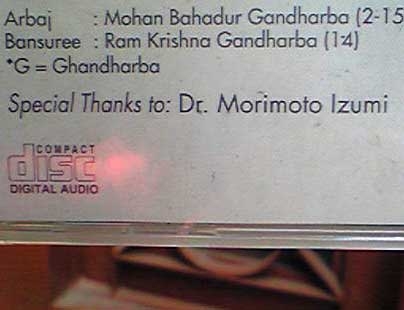 Arbaj : Mohan Bahadur Gandharba (2-15
Bansuree : Ram Krishna Gandharba (14)
*G = Ghandharba
Special Thanks to: Dr. Morimoto Izumi
COMPACT
disc
DIGITAL AUDIO